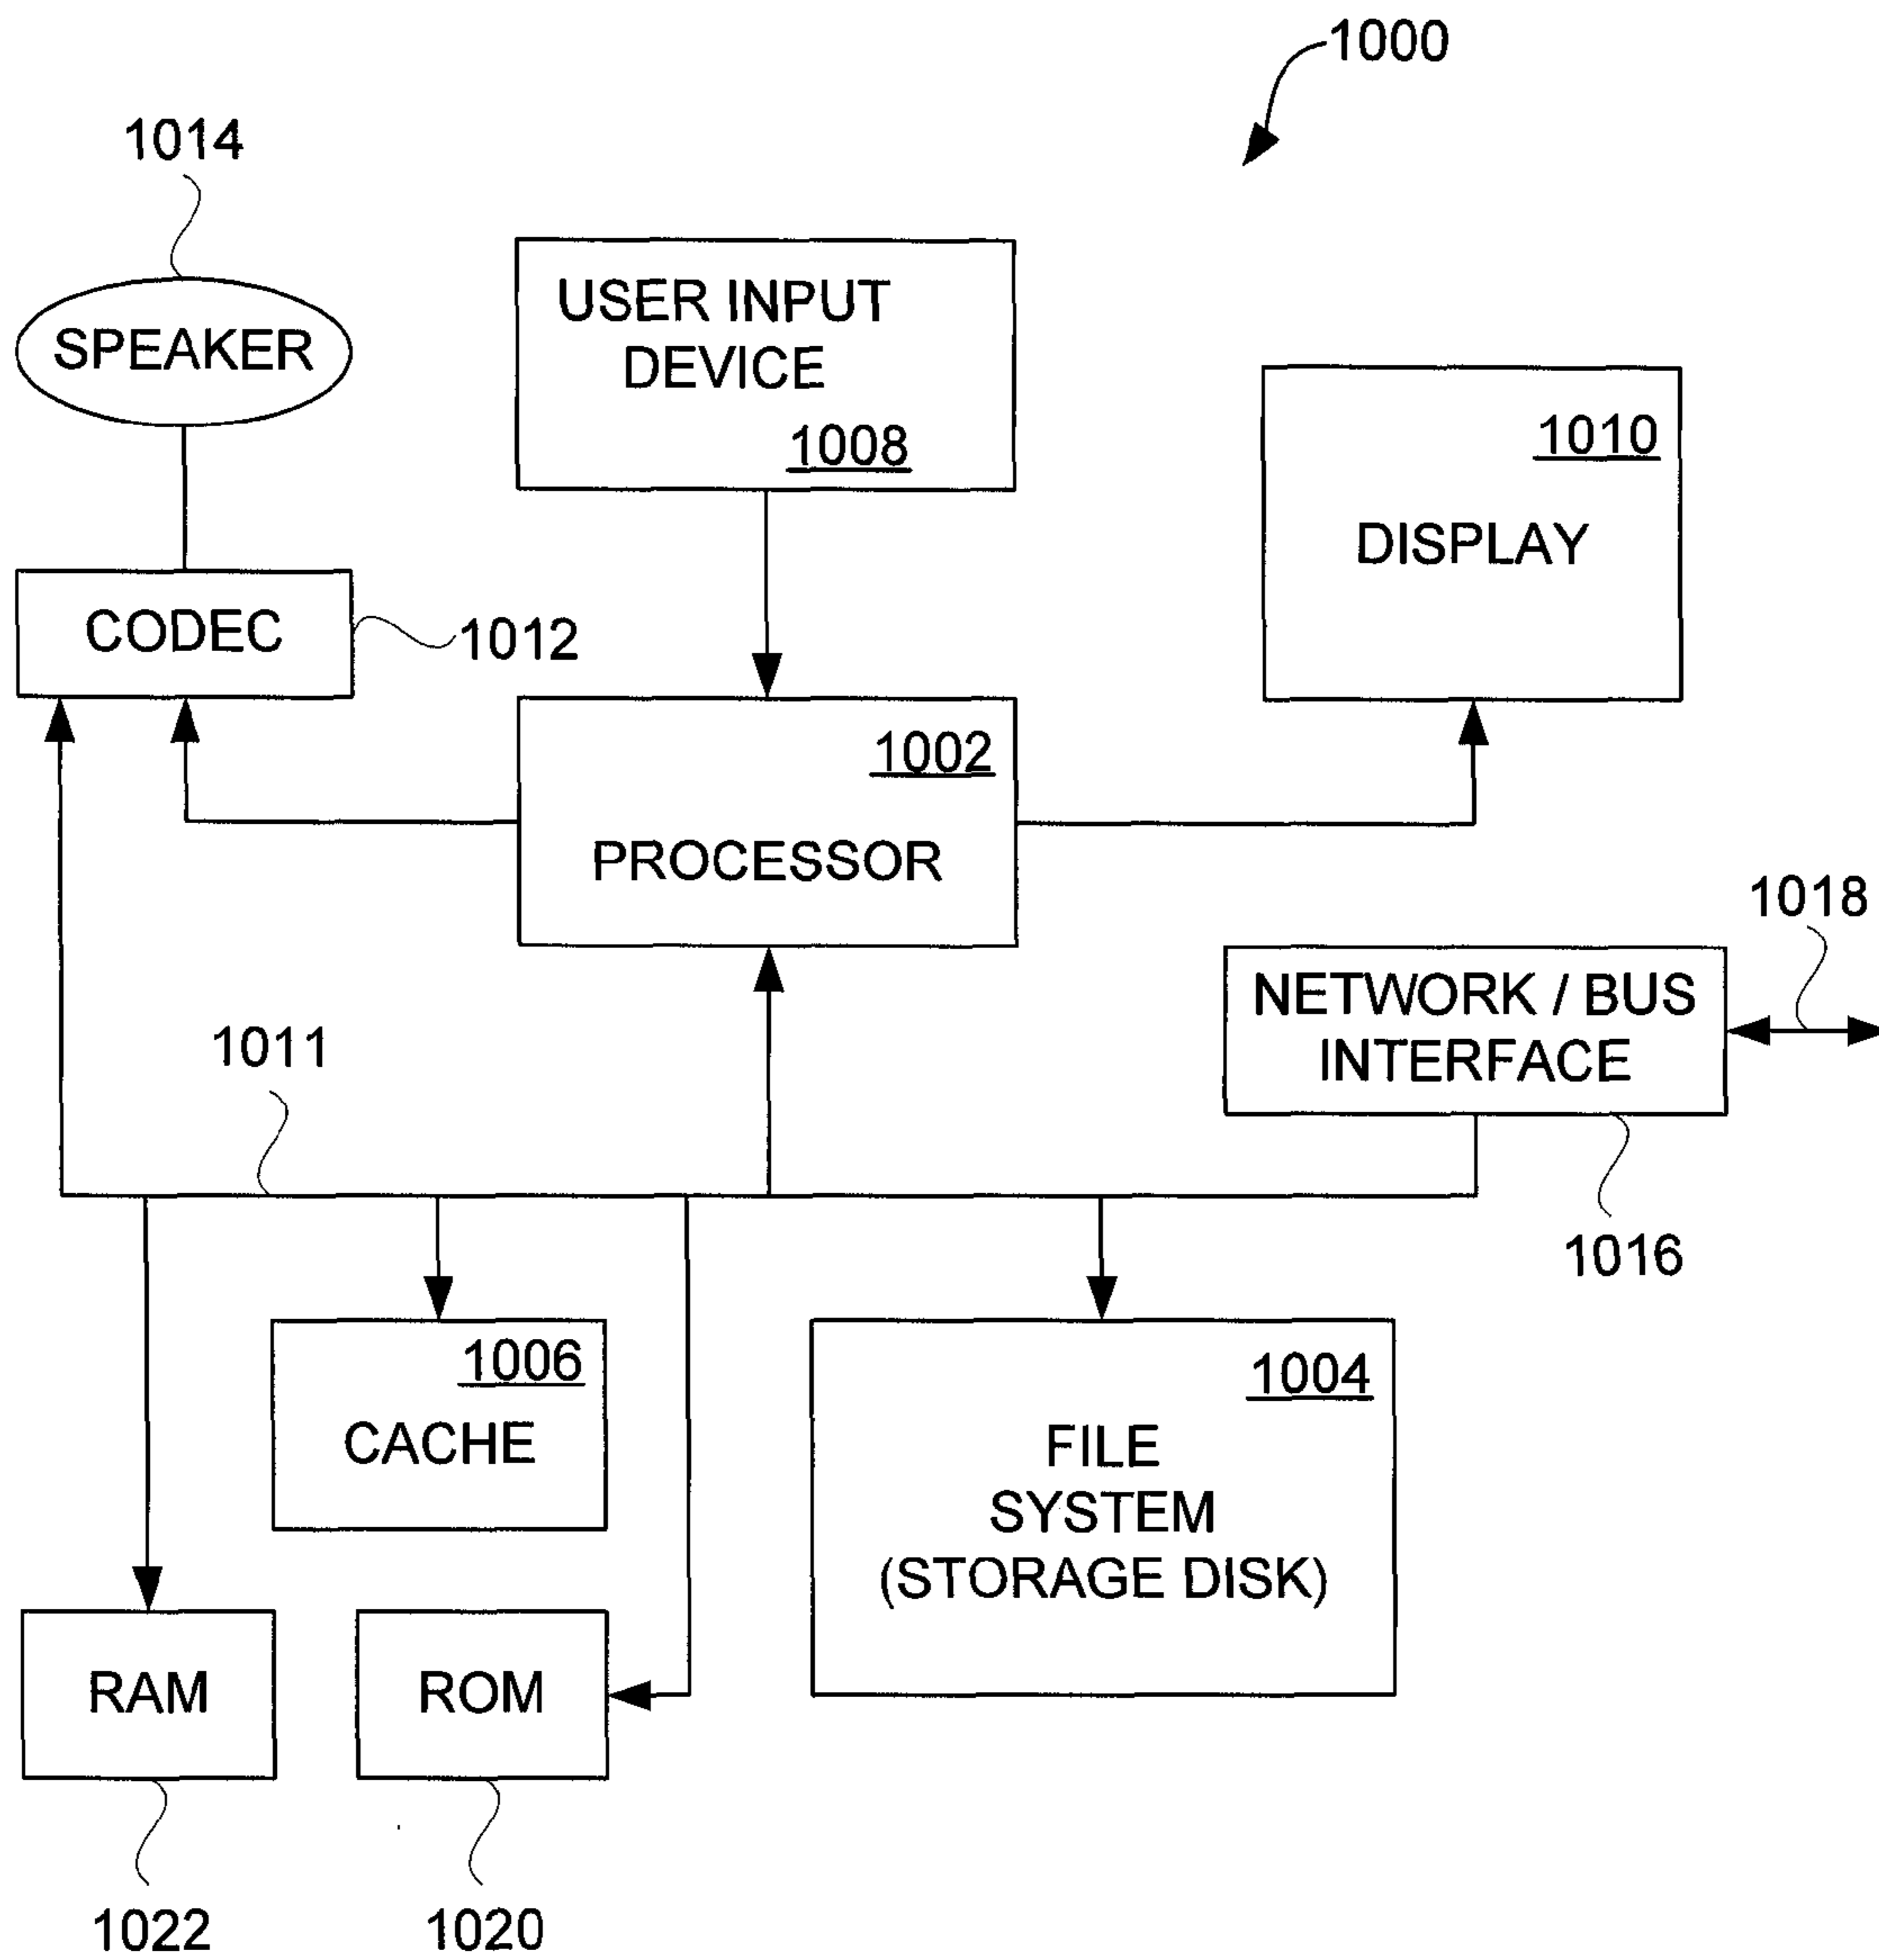 1000
1014
SPEAKER
USER INPUT
DEVICE
1008
1010
DISPLAY
CODEC
1012
1002
PROCESSOR
1018
NETWORK / BUS
INTERFACE
1011
1016
1006
CACHE
1004
FILE
SYSTEM
(STORAGE DISK)
RAM
ROM
1022
1020